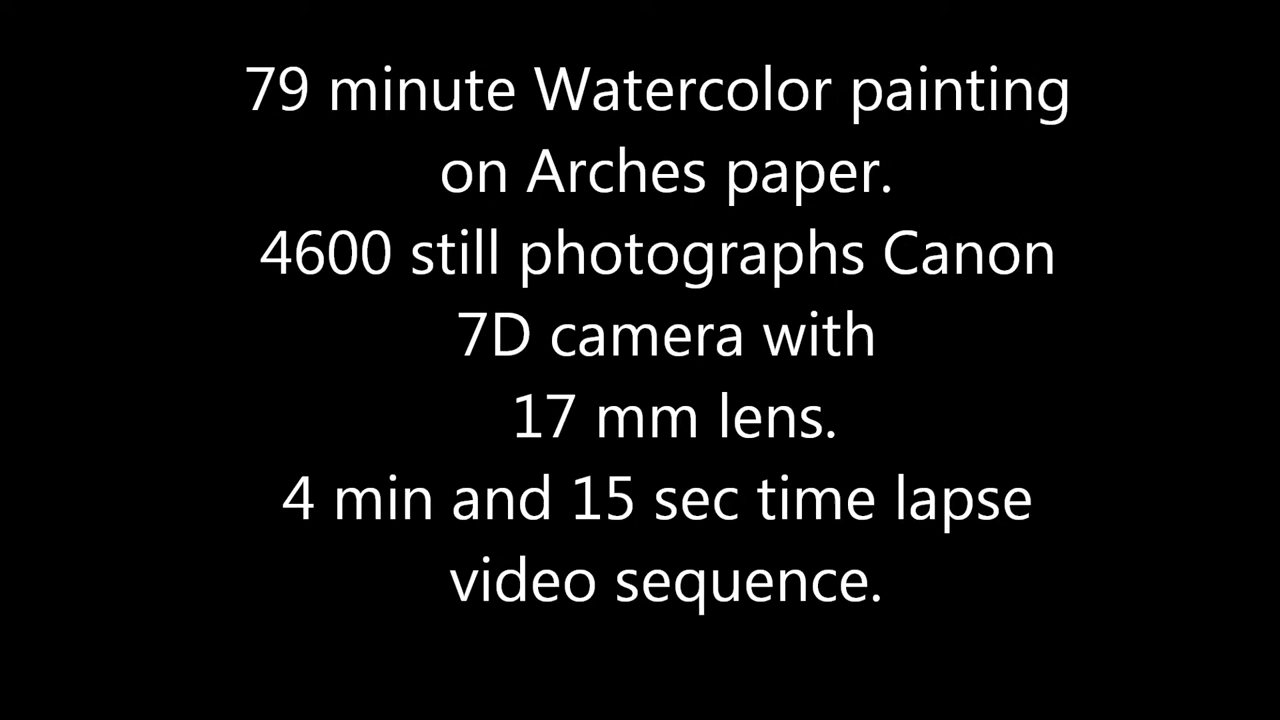 79 minute Watercolor painting
on Arches paper.
4600 still photographs Canon
7D camera with
17 mm lens.
4 min and 15 sec time lapse
video sequence.